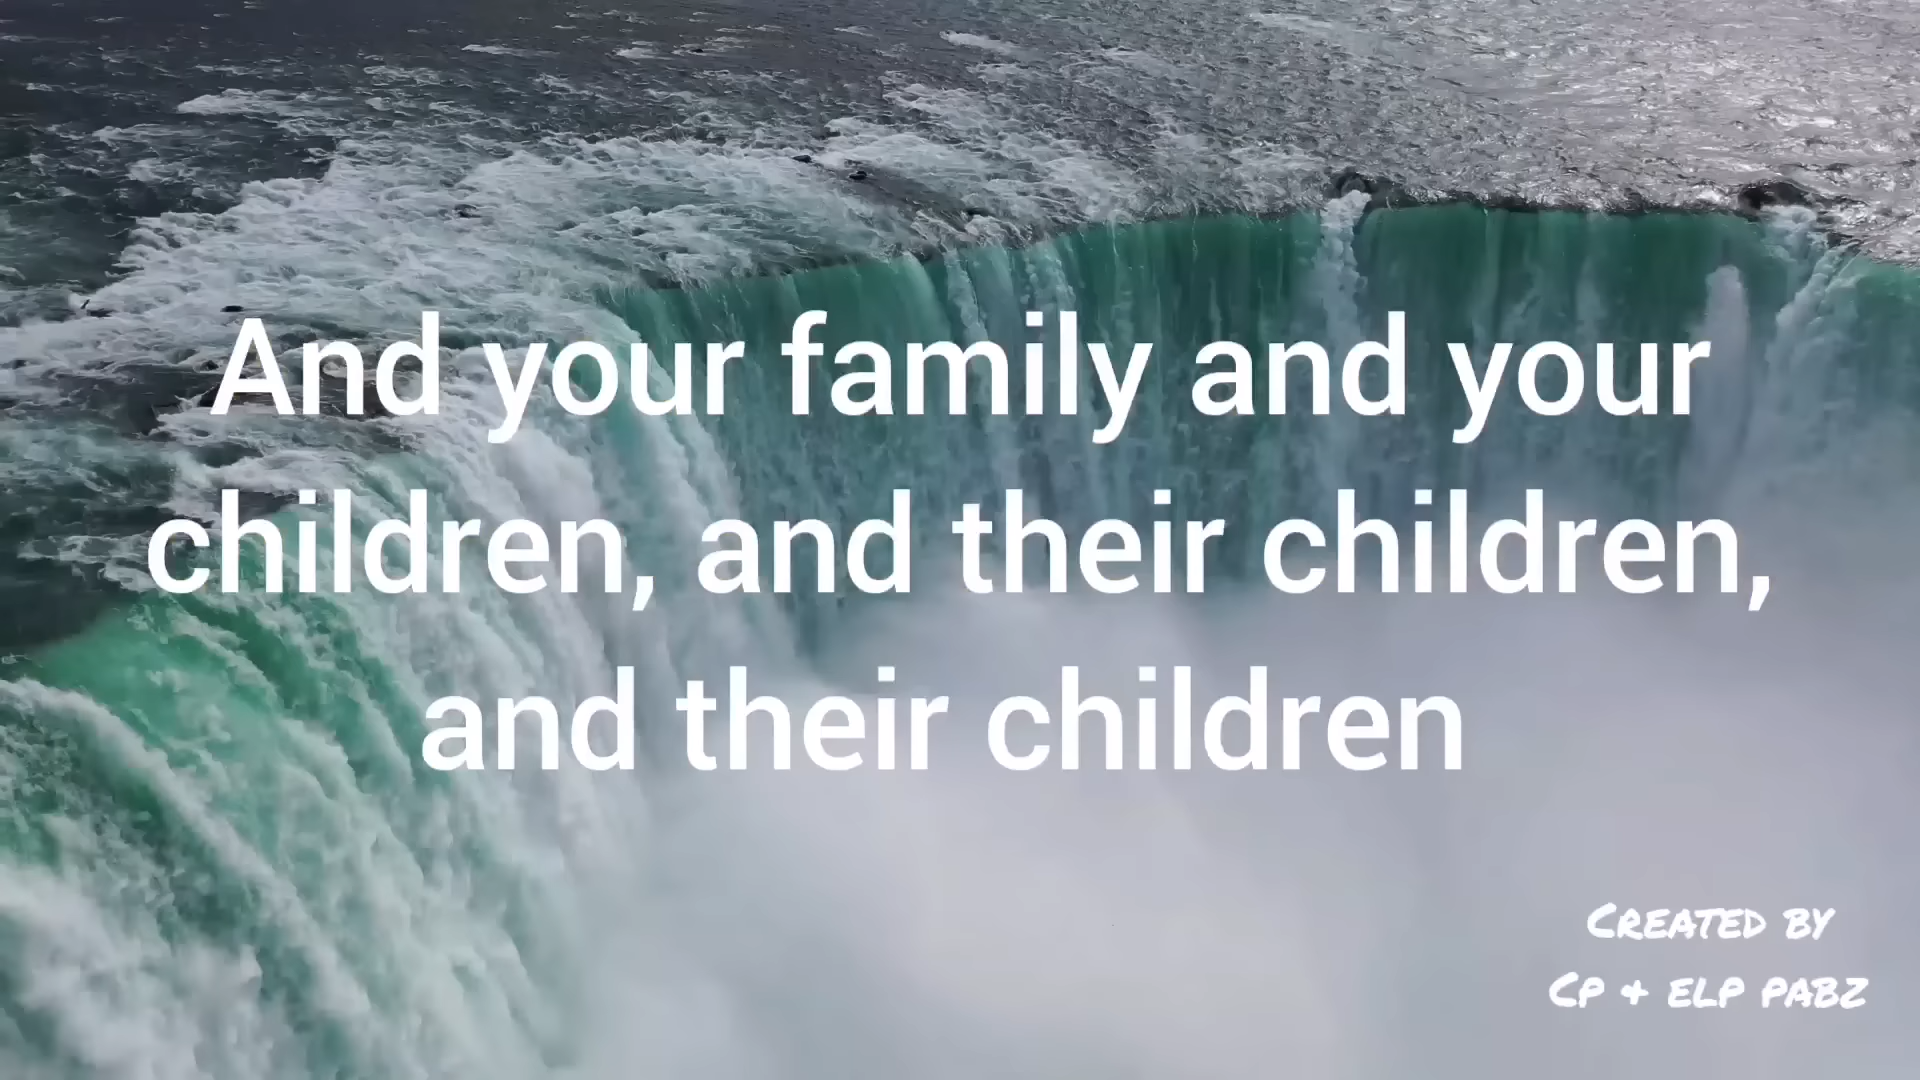 And your family and your
children, and their children,
and their children
Created by
Cp & elp pabz